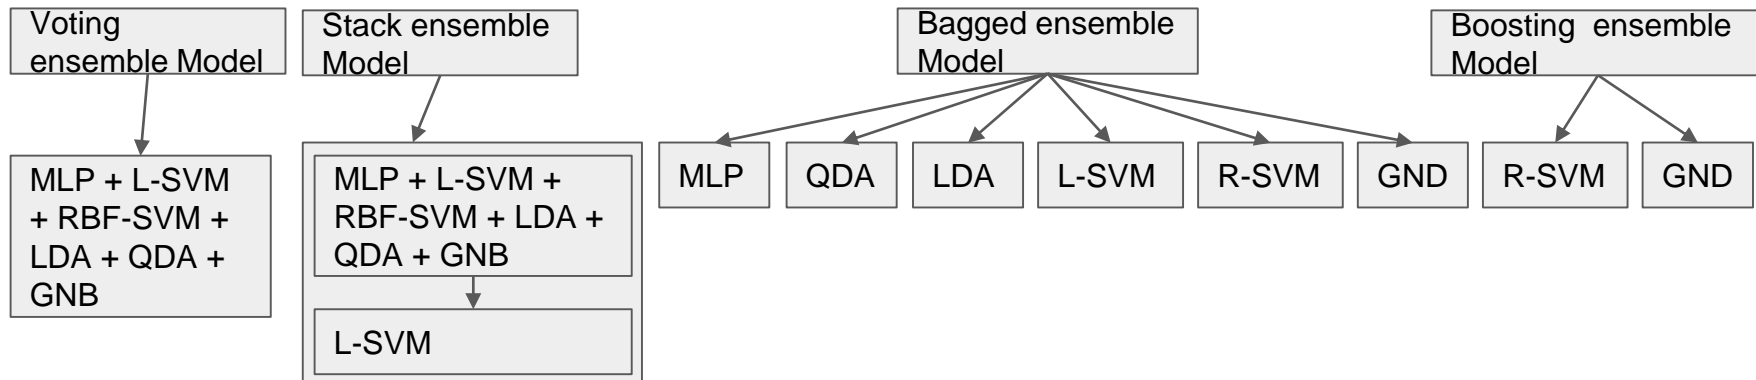 Voting
ensemble Model
Stack ensemble
Model
Bagged ensemble
Model
Boosting ensemble
Model
MLP + L-SVM
+ RBF-SVM +
LDA + QDA +
GNB
MLP + L-SVM +
RBF-SVM + LDA +
QDA + GNB
L-SVM
MLP
QDA
LDA
L-SVM
R-SVM
GND
R-SVM
GND